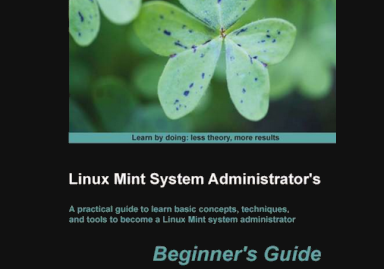 Learn by doing: less theory, more results
Linux Mint System Administrator's
A practical guide to learn basic concepts, techniques,
and tools to become a Linux Mint system administrator
Beginner's Guide